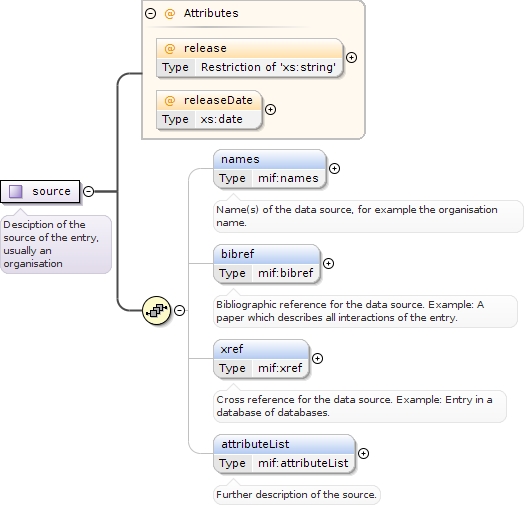 @ Attributes
@ release
Type Restriction of 'xs:string'
@ releaseDate
Type xs:date
source
Desciption of the
source of the entry,
usually an
organisation
names
Type mif:names
Name(s) of the data source, for example the organisation
name.
bibref
Type mif:bibref
Bibliographic reference for the data source. Example: A
paper which describes all interactions of the entry.
xref
Type mif:xref
Cross reference for the data source. Example: Entry in a
database of databases.
attributeList
Type mif:attributeList
Further description of the source.